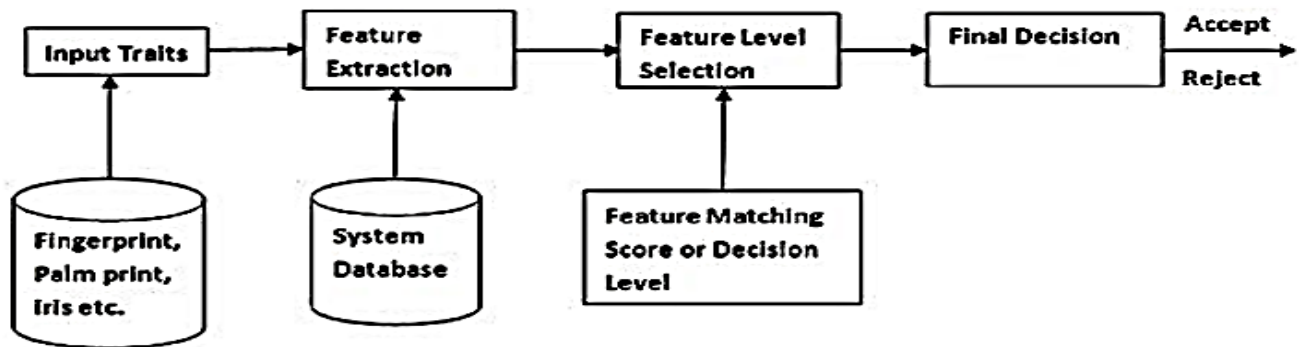 Input Traits
Feature
Extraction
Feature Level
Selection
Final Decision
Accept
Reject
Fingerprint,
Palm print,
Iris etc.
System
Database
Feature Matching
Score or Decision
Level